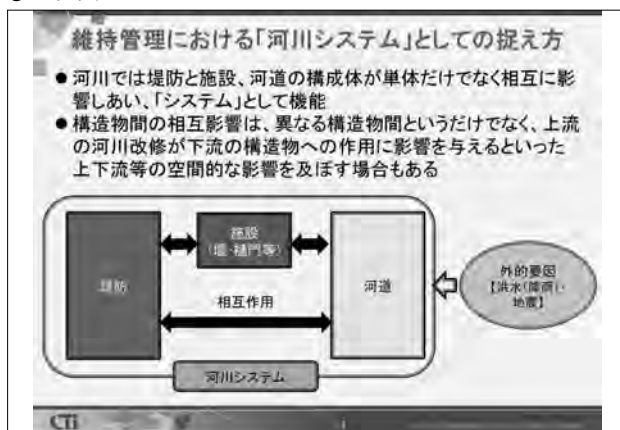 維持管理における「河川システム」としての捉え方
●河川では堤防と施設、河道の構成体が単体だけでなく相互に影
響しあい、「システム」として機能
●構造物間の相互影響は、異なる構造物間というだけでなく、上流
の河川改修が下流の構造物への作用に影響を与えるといった
上下流等の空間的な影響を及ぼす場合もある
堤防
施設
(堰・樋門等)
河道
相互作用
外的要因
【洪水(降雨)・
地震】
河川システム
CTi